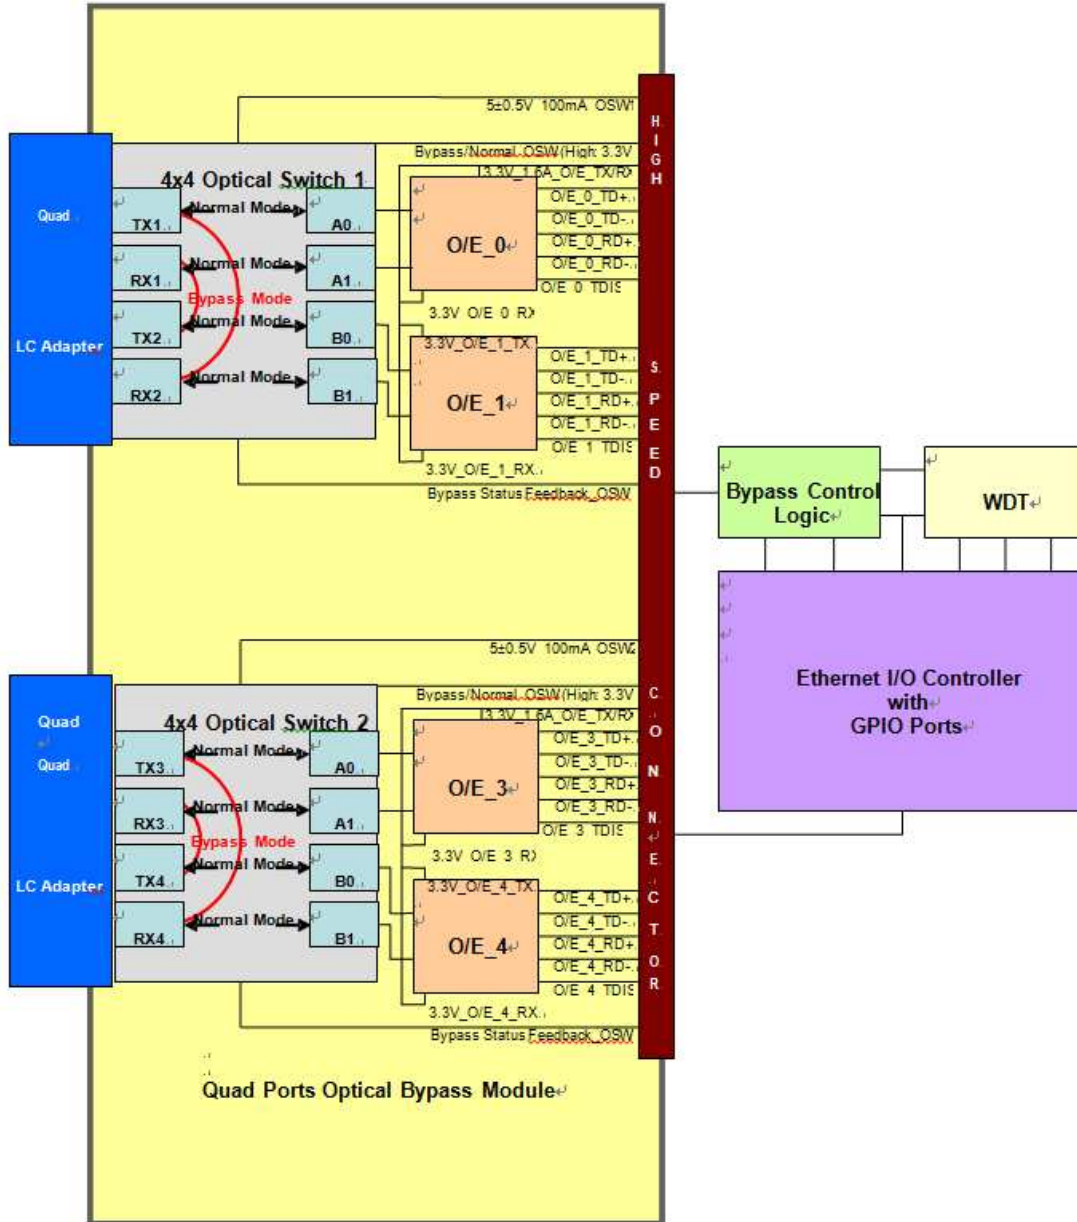 5±0.5V 100mA OSW1
Bypass/Normal OSW (High: 3.3V
4x4 Optical Switch 1
3.3V_1.6A_O/E_TX/RX
Quad
LC Adapter
TX1
Normal Mode
A0
RX1
Normal Mode
A1
Bypass Mode
TX2
Normal Mode
B0
RX2
Normal Mode
B1
O/E_0
O/E_0_TD+
O/E_0_TD-
O/E_0_RD+
O/E_0_RD-
O/E_0_TDIS
3.3V_O/E_0_RX
3.3V_O/E_1_TX
O/E_1
O/E_1_TD+
O/E_1_TD-
O/E_1_RD+
O/E_1_RD-
O/E_1_TDIS
3.3V_O/E_1_RX
Bypass Status Feedback_OSW
HIGH
SPEED
CONNECTOR
Bypass Control
Logic
WDT
Ethernet I/O Controller
with
GPIO Ports
5±0.5V 100mA OSW2
Bypass/Normal OSW (High: 3.3V
4x4 Optical Switch 2
3.3V_1.6A_O/E_TX/RX
Quad
Quad
LC Adapter
TX3
Normal Mode
A0
RX3
Normal Mode
A1
Bypass Mode
TX4
Normal Mode
B0
RX4
Normal Mode
B1
O/E_3
O/E_3_TD+
O/E_3_TD-
O/E_3_RD+
O/E_3_RD-
O/E_3_TDIS
3.3V_O/E_3_RX
3.3V_O/E_4_TX
O/E_4
O/E_4_TD+
O/E_4_TD-
O/E_4_RD+
O/E_4_RD-
O/E_4_TDIS
3.3V_O/E_4_RX
Bypass Status Feedback_OSW
Quad Ports Optical Bypass Module